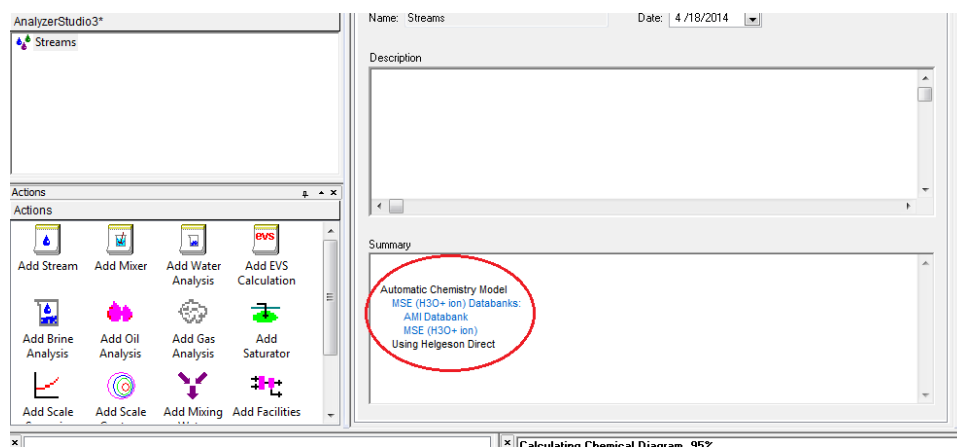 AnalyzerStudio3*
Streams
Name: Streams
Date: 4 /18/2014
Description
Actions
Actions
Add Stream
Add Mixer
Add Water
Analysis
evs
Add EVS
Calculation
Add Brine
Analysis
Add Oil
Analysis
Add Gas
Analysis
Add
Saturator
Add Scale
Add Scale
Add Mixing
Add Facilities
Summary
Automatic Chemistry Model
MSE (H3O+ ion) Databanks:
AMI Databank
MSE (H3O+ ion)
Using Helgeson Direct
Calculating Chemical Diagram 95%